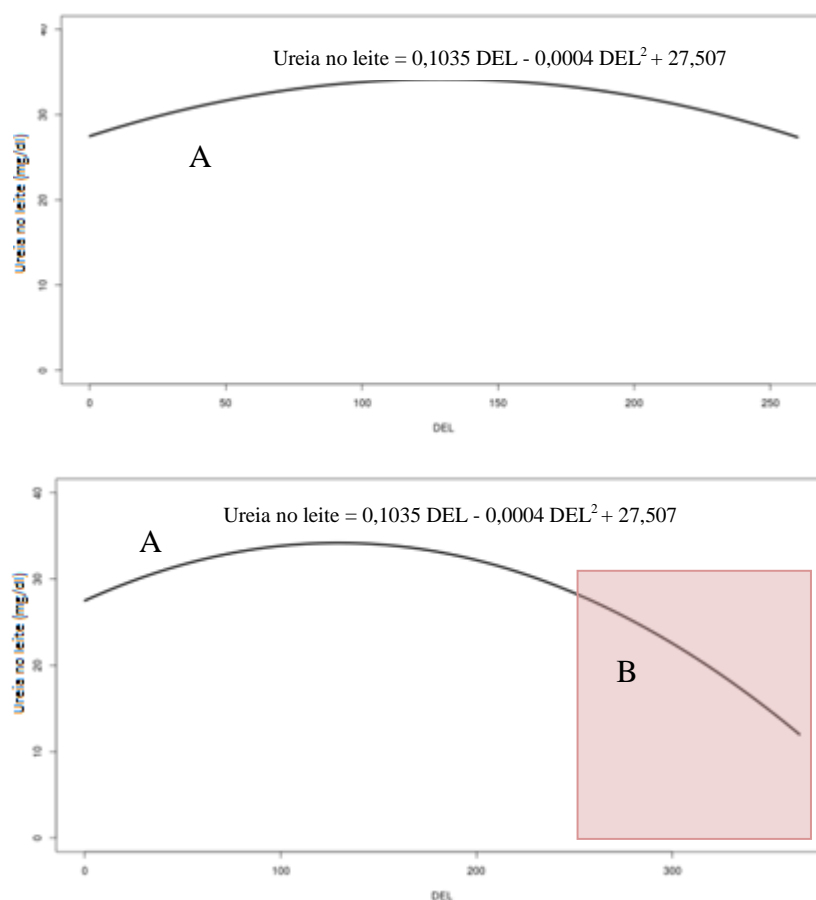 40
Ureia no leite = 0,1035 DEL - 0,0004 DEL² + 27,507
30
Ureia no leite (mg/dl)
A
20
10
0
0 50 100 150 200 250
DEL
40
Ureia no leite = 0,1035 DEL - 0,0004 DEL² + 27,507
A
30
Ureia no leite (mg/dl)
B
20
10
0
0 100 200 300
DEL